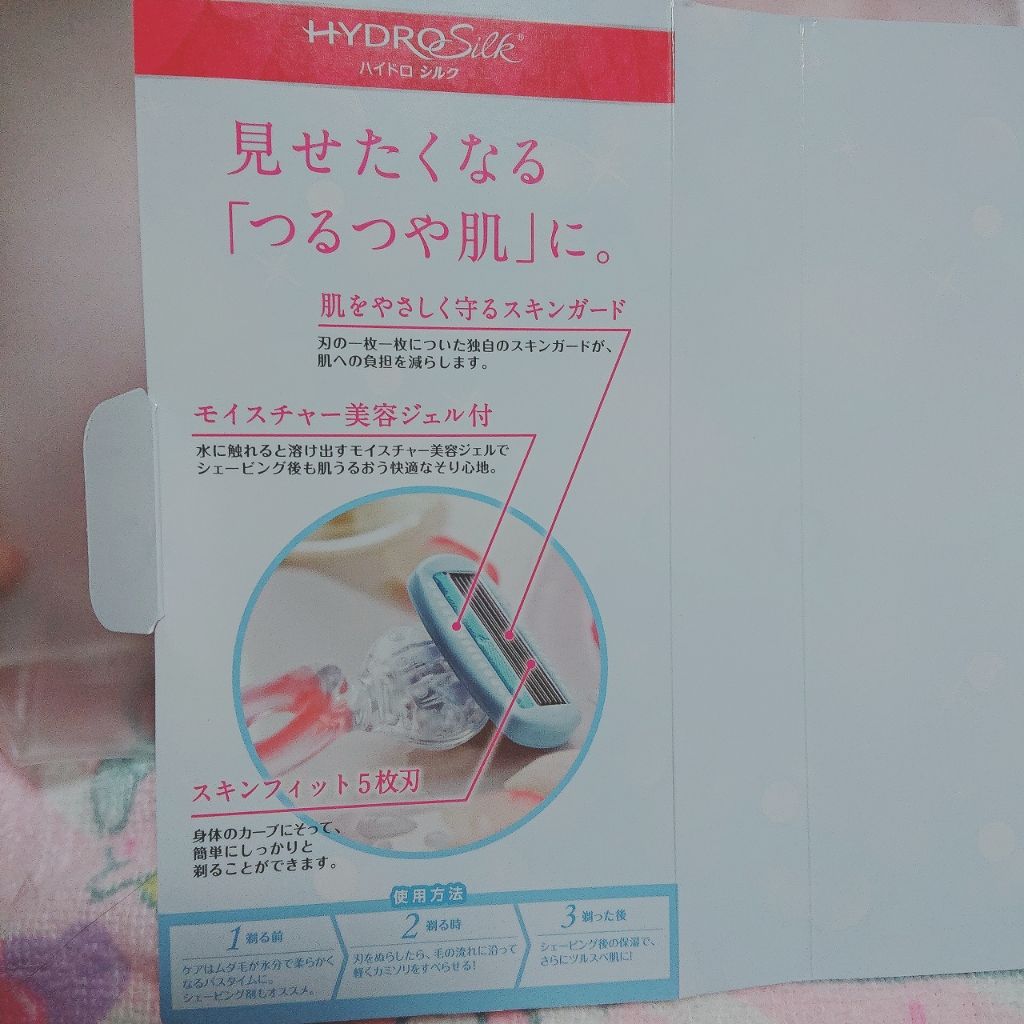 HYDRO Silk®
ハイドロ シルク
見せたくなる
「つるつや肌」に。
肌をやさしく守るスキンガード
刃の一枚一枚についた独自のスキンガードが、
肌への負担を減らします。
モイスチャー美容ジェル付
水に触れると溶け出すモイスチャー美容ジェルで
シェービング後も肌うるおう快適なそり心地。
スキンフィット5枚刃
身体のカーブにそって、
簡単にしっかりと
剃ることができます。
使用方法
1 剃る前
ケアはムダ毛が水分で柔らかく
なるバスタイムに。
シェービング剤もオススメ。
2 剃る時
刃をぬらしたら、毛の流れに沿って
軽くカミソリをすべらせる!
3 剃った後
シェービング後の保湿で、
さらにツルスベ肌に!